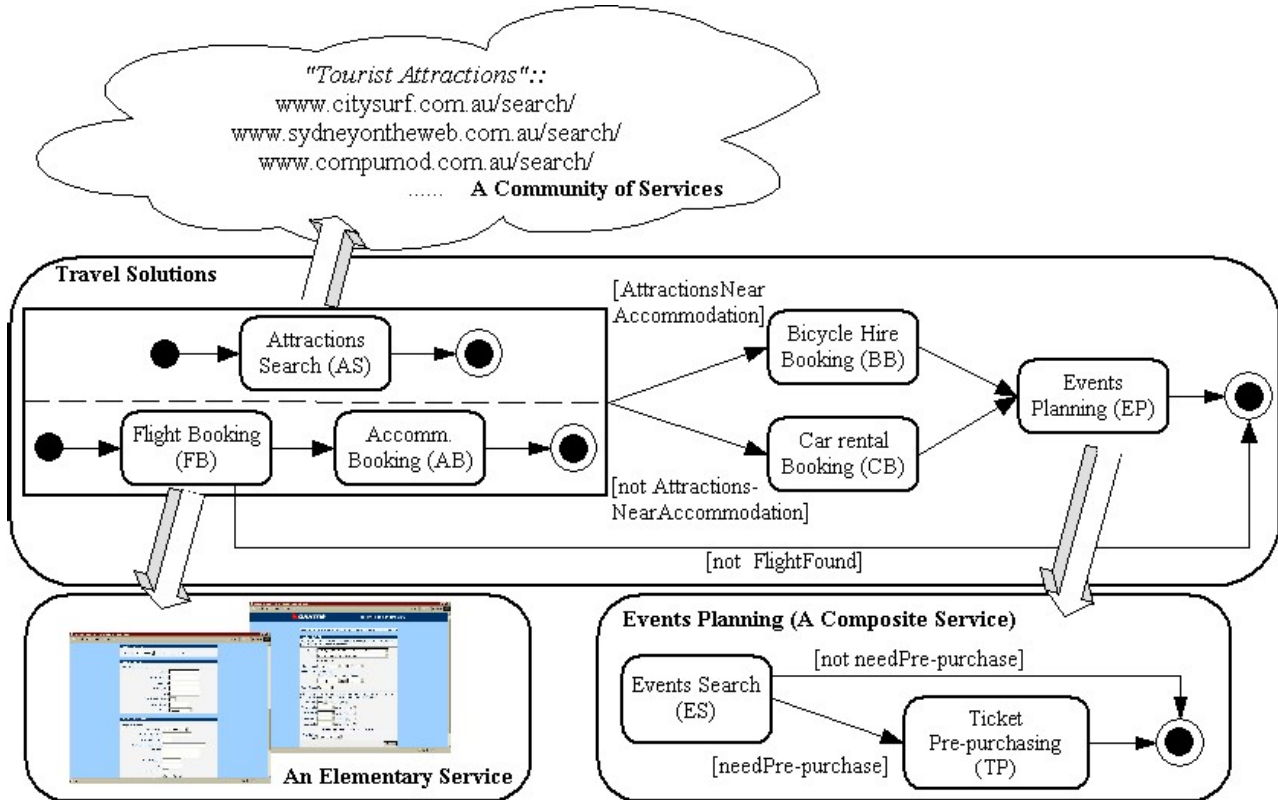 "Tourist Attractions"::
www.citysurf.com.au/search/
www.sydneyontheweb.com.au/search/
www.compumod.com.au/search/
...... A Community of Services
Travel Solutions
Attractions
Search (AS)
Flight Booking
(FB)
Accomm.
Booking (AB)
[AttractionsNear
Accommodation]
Bicycle Hire
Booking (BB)
Car rental
Booking (CB)
[not Attractions-
NearAccommodation]
Events
Planning (EP)
[not FlightFound]
An Elementary Service
Events Planning (A Composite Service)
[not needPre-purchase]
Events Search
(ES)
Ticket
Pre-purchasing
(TP)
[needPre-purchase]